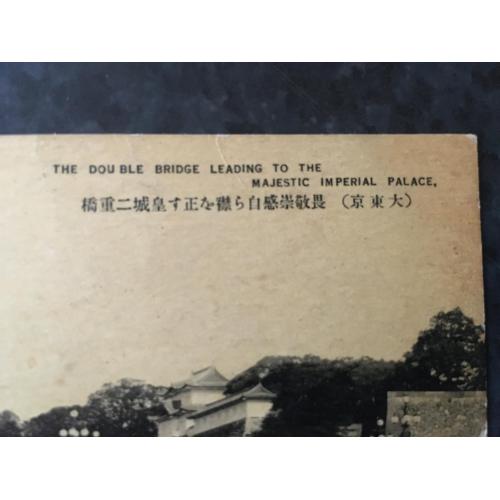 THE DOUBLE BRIDGE LEADING TO THE
MAJESTIC IMPERIAL PALACE,
(大東京) 畏敬崇感自ら襟を正す皇城二重橋